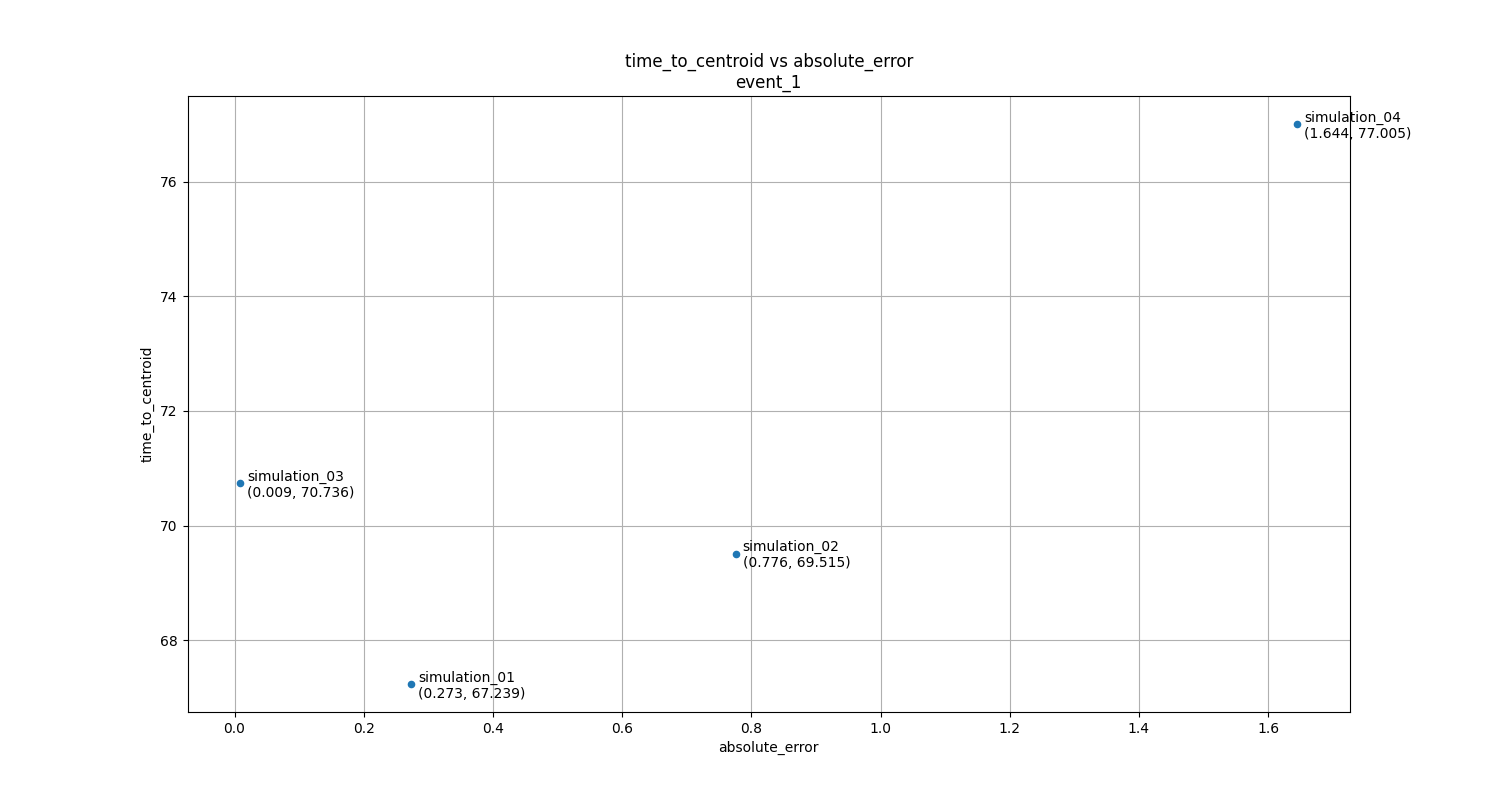 time_to_centroid vs absolute_error
event_1
simulation_04
(1.644, 77.005)
76
74
72
70
68
time_to_centroid
simulation_03
(0.009, 70.736)
simulation_02
(0.776, 69.515)
simulation_01
(0.273, 67.239)
0.0 0.2 0.4 0.6 0.8 1.0 1.2 1.4 1.6
absolute_error